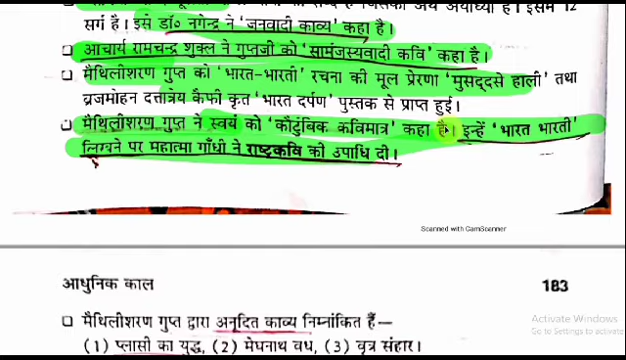 सर्ग है। इसे डॉ० नगेन्द्र ने 'जनवादी काव्य' कहा है।
❑ आचार्य रामचन्द्र शुक्ल ने गुप्तजी को 'सामंजस्यवादी कवि' कहा है।
❑ मैथिलीशरण गुप्त को 'भारत-भारती' रचना की मूल प्रेरणा 'मुसद्दसे हाली' तथा
ब्रजमोहन दत्तात्रेय कैफी कृत 'भारत दर्पण' पुस्तक से प्राप्त हुई।
❑ मैथिलीशरण गुप्त ने स्वयं को 'कौटुंबिक कविमात्र' कहा है। इन्हें 'भारत भारती'
लिखने पर महात्मा गाँधी ने राष्ट्रकवि की उपाधि दी।
Scanned with CamScanner
आधुनिक काल 183
❑ मैथिलीशरण गुप्त द्वारा अनूदित काव्य निम्नांकित हैं—
(1) प्लासी का युद्ध, (2) मेघनाथ वध, (3) वृत्र संहार।
Activate Windows
Go to Settings to activate